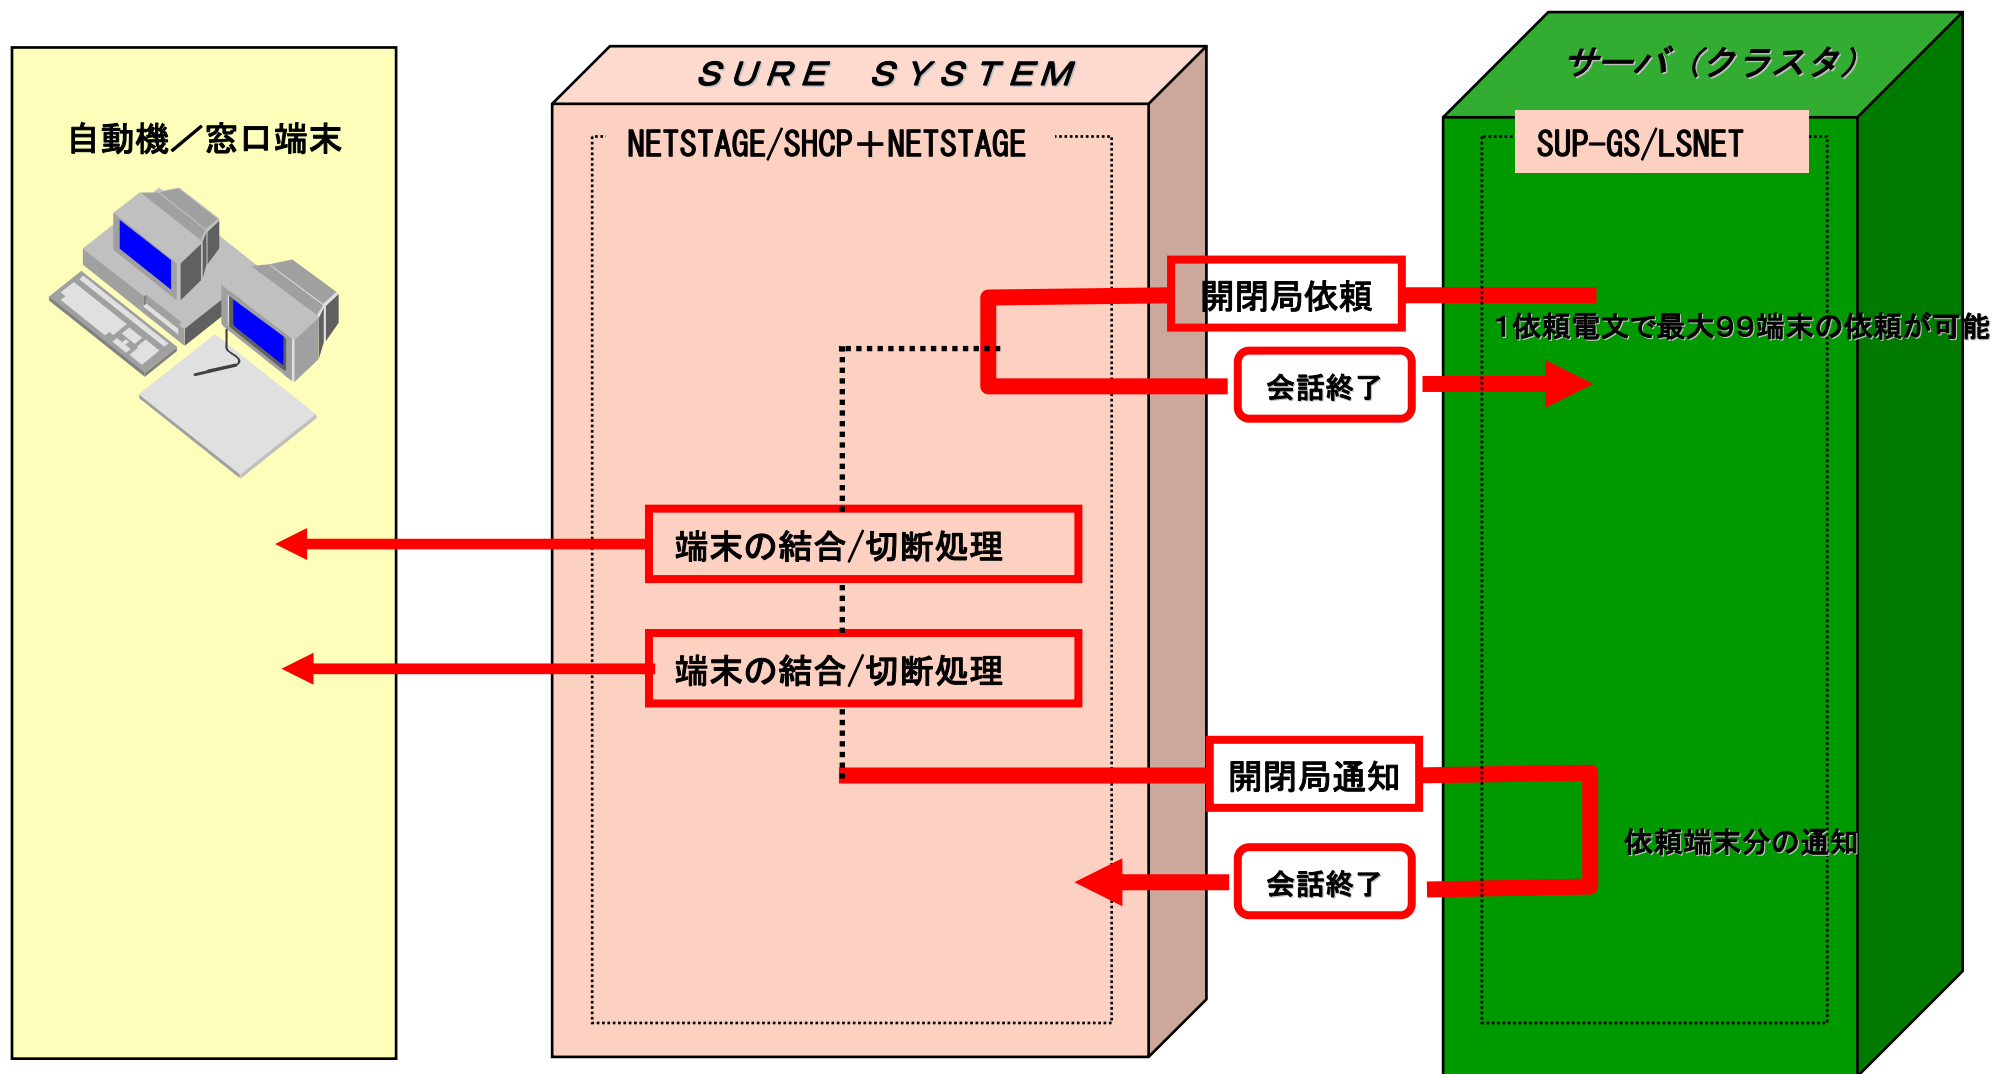 自動機／窓口端末
ＳＵＲＥ　ＳＹＳＴＥＭ
NETSTAGE/SHCP＋NETSTAGE
サーバ（クラスタ）
SUP-GS/LSNET
開閉局依頼
１依頼電文で最大９９端末の依頼が可能
会話終了
端末の結合/切断処理
端末の結合/切断処理
開閉局通知
依頼端末分の通知
会話終了